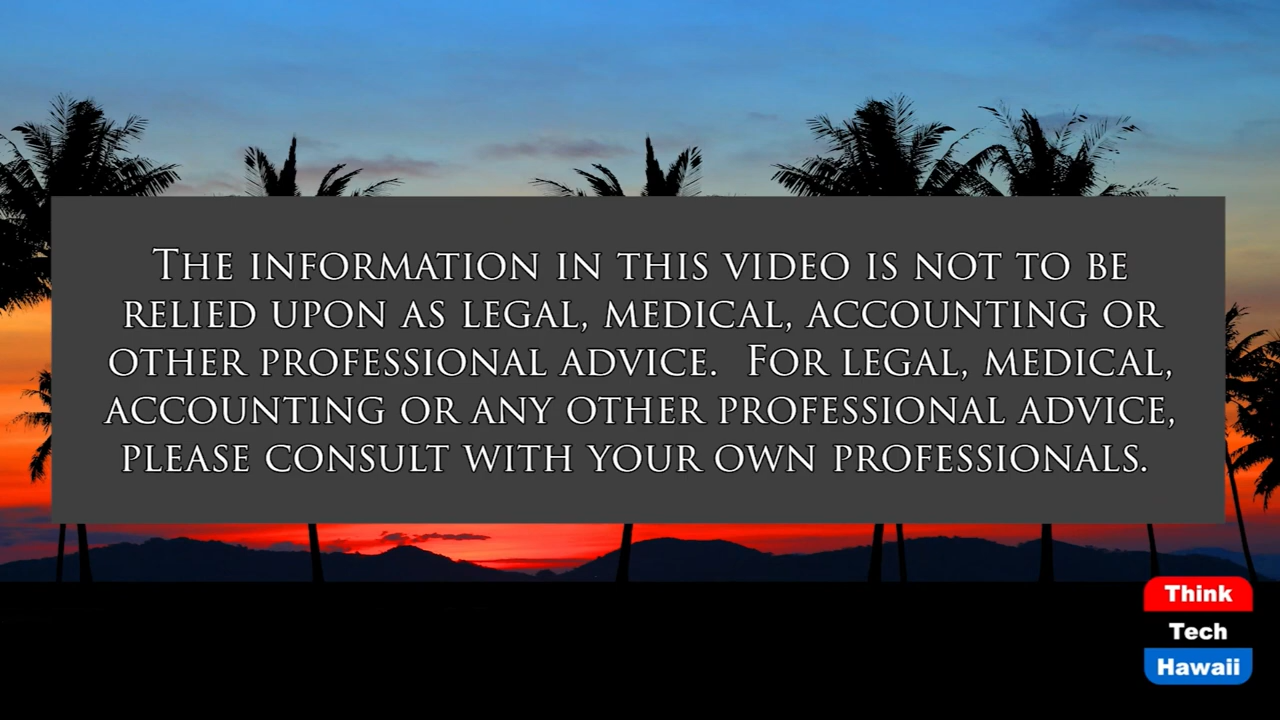 The information in this video is not to be
relied upon as legal, medical, accounting or
other professional advice.  For legal, medical,
accounting or any other professional advice,
please consult with your own professionals.
Think
Tech
Hawaii